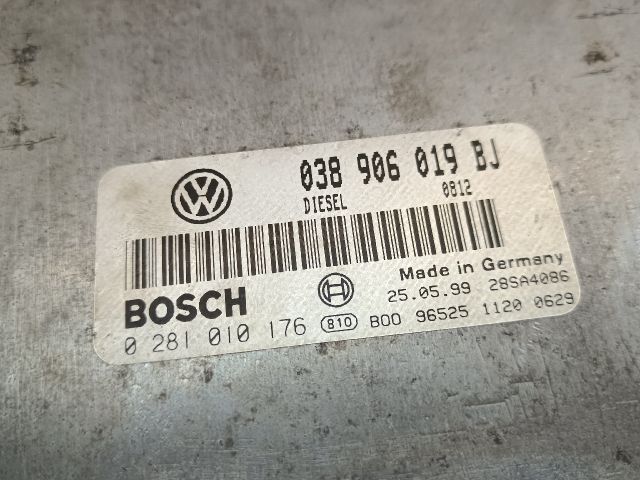 038 906 019 BJ
DIESEL 0812
BOSCH Made in Germany
25.05.99 28SA4086
0 281 010 176 810 B00 96525 1120 0629